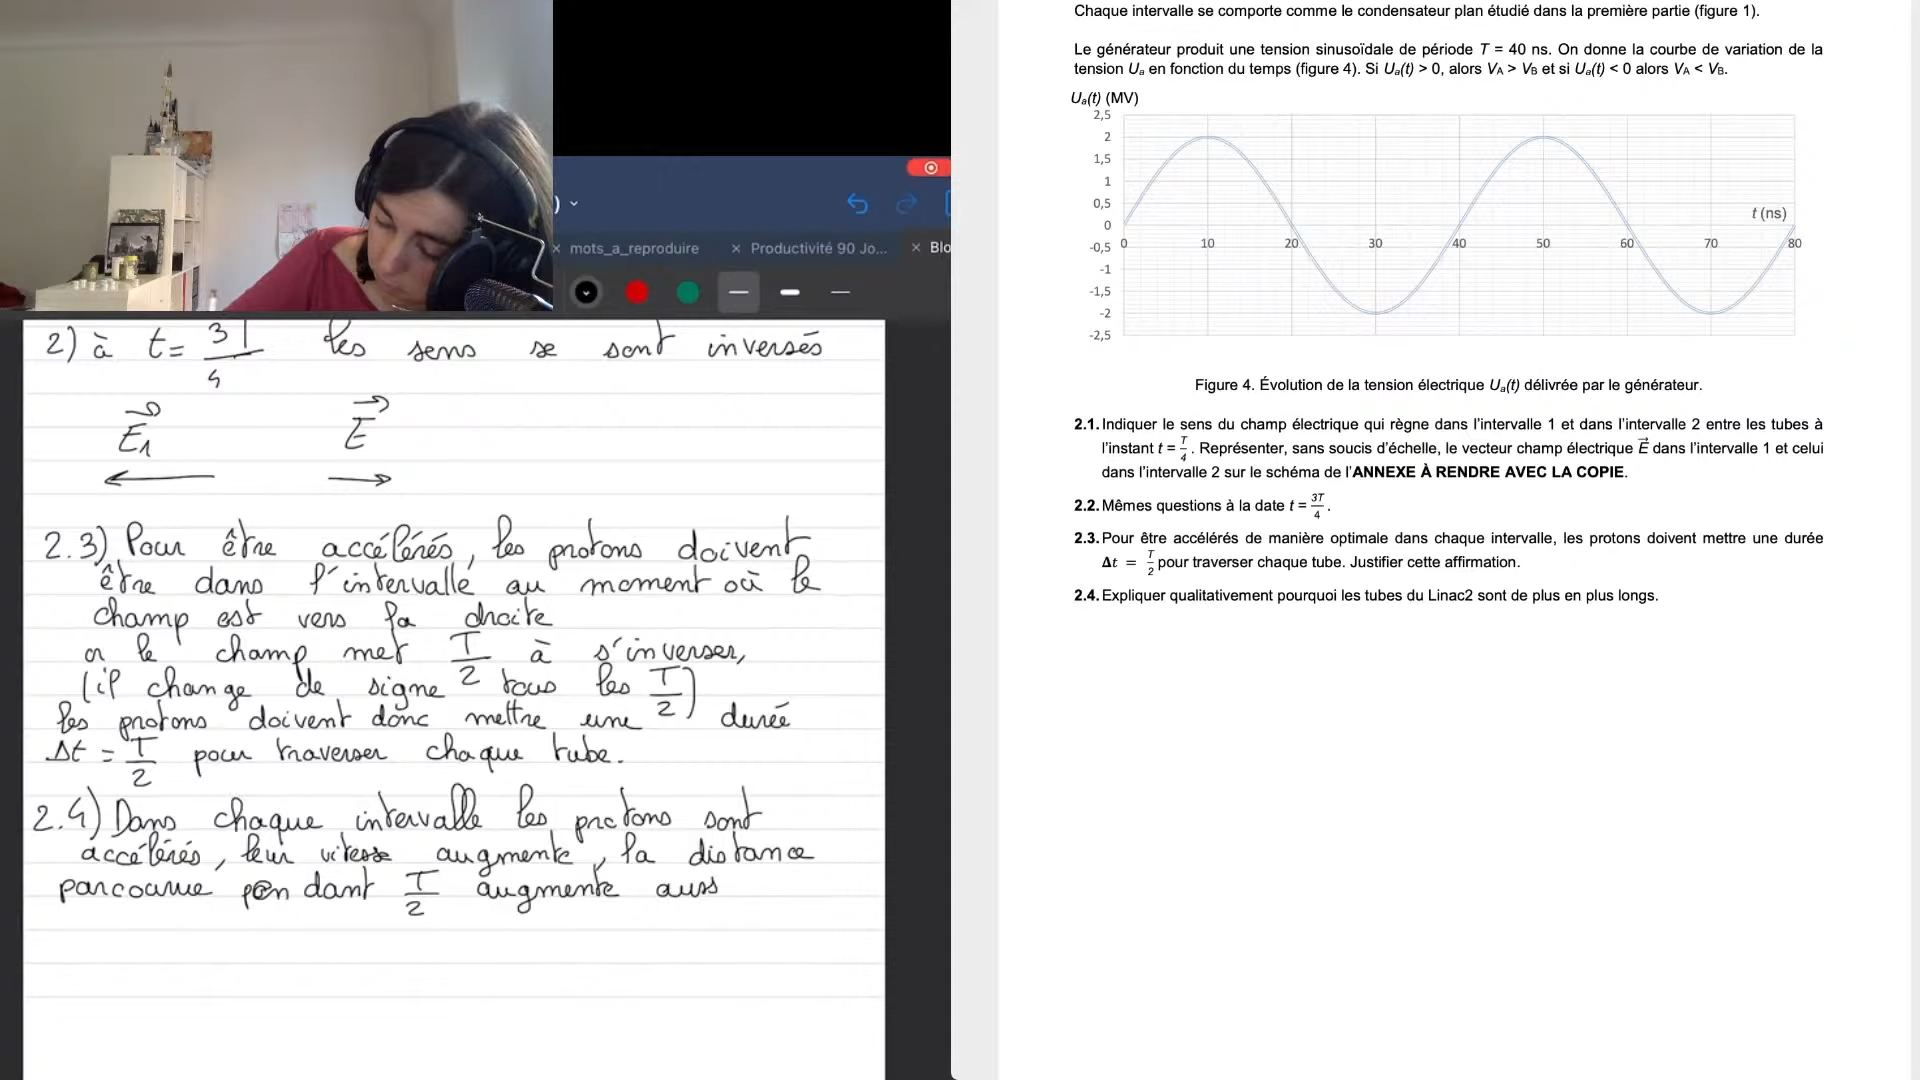 ) ⌄
× mots_a_reproduire × Productivité 90 Jo... × Blo
2) à t= 3T/4 les sens se sont inversés
E₁ E
2.3) Pour être accélérés, les protons doivent
être dans l'intervalle au moment où le
champ est vers la droite
or le champ met T/2 à s'inverser,
(il change de signe tous les T/2)
les protons doivent donc mettre une durée
Δt = T/2 pour traverser chaque tube.
2.4) Dans chaque intervalle les protons sont
accélérés, leur vitesse augmente, la distance
parcourue pendant T/2 augmente auss
Chaque intervalle se comporte comme le condensateur plan étudié dans la première partie (figure 1).
Le générateur produit une tension sinusoïdale de période T = 40 ns. On donne la courbe de variation de la
tension Uₐ en fonction du temps (figure 4). Si Uₐ(t) > 0, alors VA > VB et si Uₐ(t) < 0 alors VA < VB.
Uₐ(t) (MV)
2,5
2
1,5
1
0,5
0
-0,5
-1
-1,5
-2
-2,5
t (ns)
0 10 20 30 40 50 60 70 80
Figure 4. Évolution de la tension électrique Uₐ(t) délivrée par le générateur.
2.1. Indiquer le sens du champ électrique qui règne dans l'intervalle 1 et dans l'intervalle 2 entre les tubes à
l'instant t = T/4. Représenter, sans soucis d'échelle, le vecteur champ électrique E dans l'intervalle 1 et celui
dans l'intervalle 2 sur le schéma de l'ANNEXE À RENDRE AVEC LA COPIE.
2.2. Mêmes questions à la date t = 3T/4.
2.3. Pour être accélérés de manière optimale dans chaque intervalle, les protons doivent mettre une durée
Δt = T/2 pour traverser chaque tube. Justifier cette affirmation.
2.4. Expliquer qualitativement pourquoi les tubes du Linac2 sont de plus en plus longs.